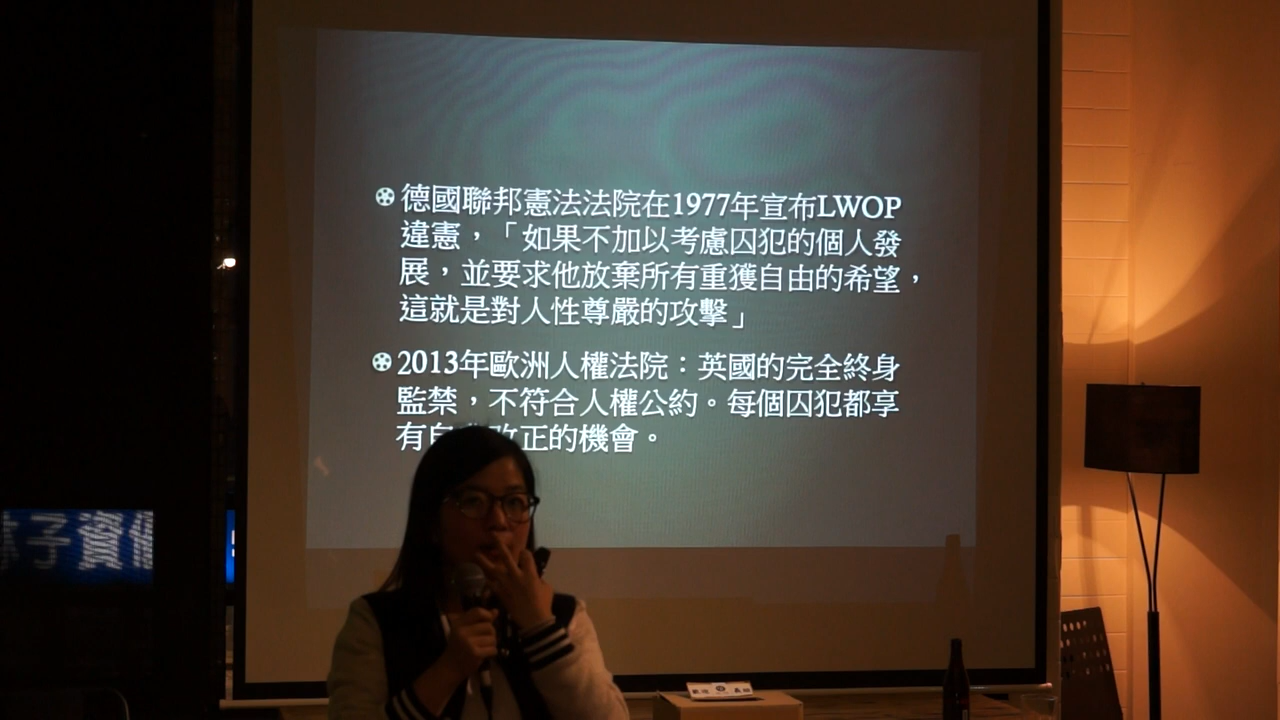 德國聯邦憲法法院在1977年宣布LWOP
違憲，「如果不加以考慮囚犯的個人發
展，並要求他放棄所有重獲自由的希望，
這就是對人性尊嚴的攻擊」
2013年歐洲人權法院：英國的完全終身
監禁，不符合人權公約。每個囚犯都享
有自 改正的機會。
子資